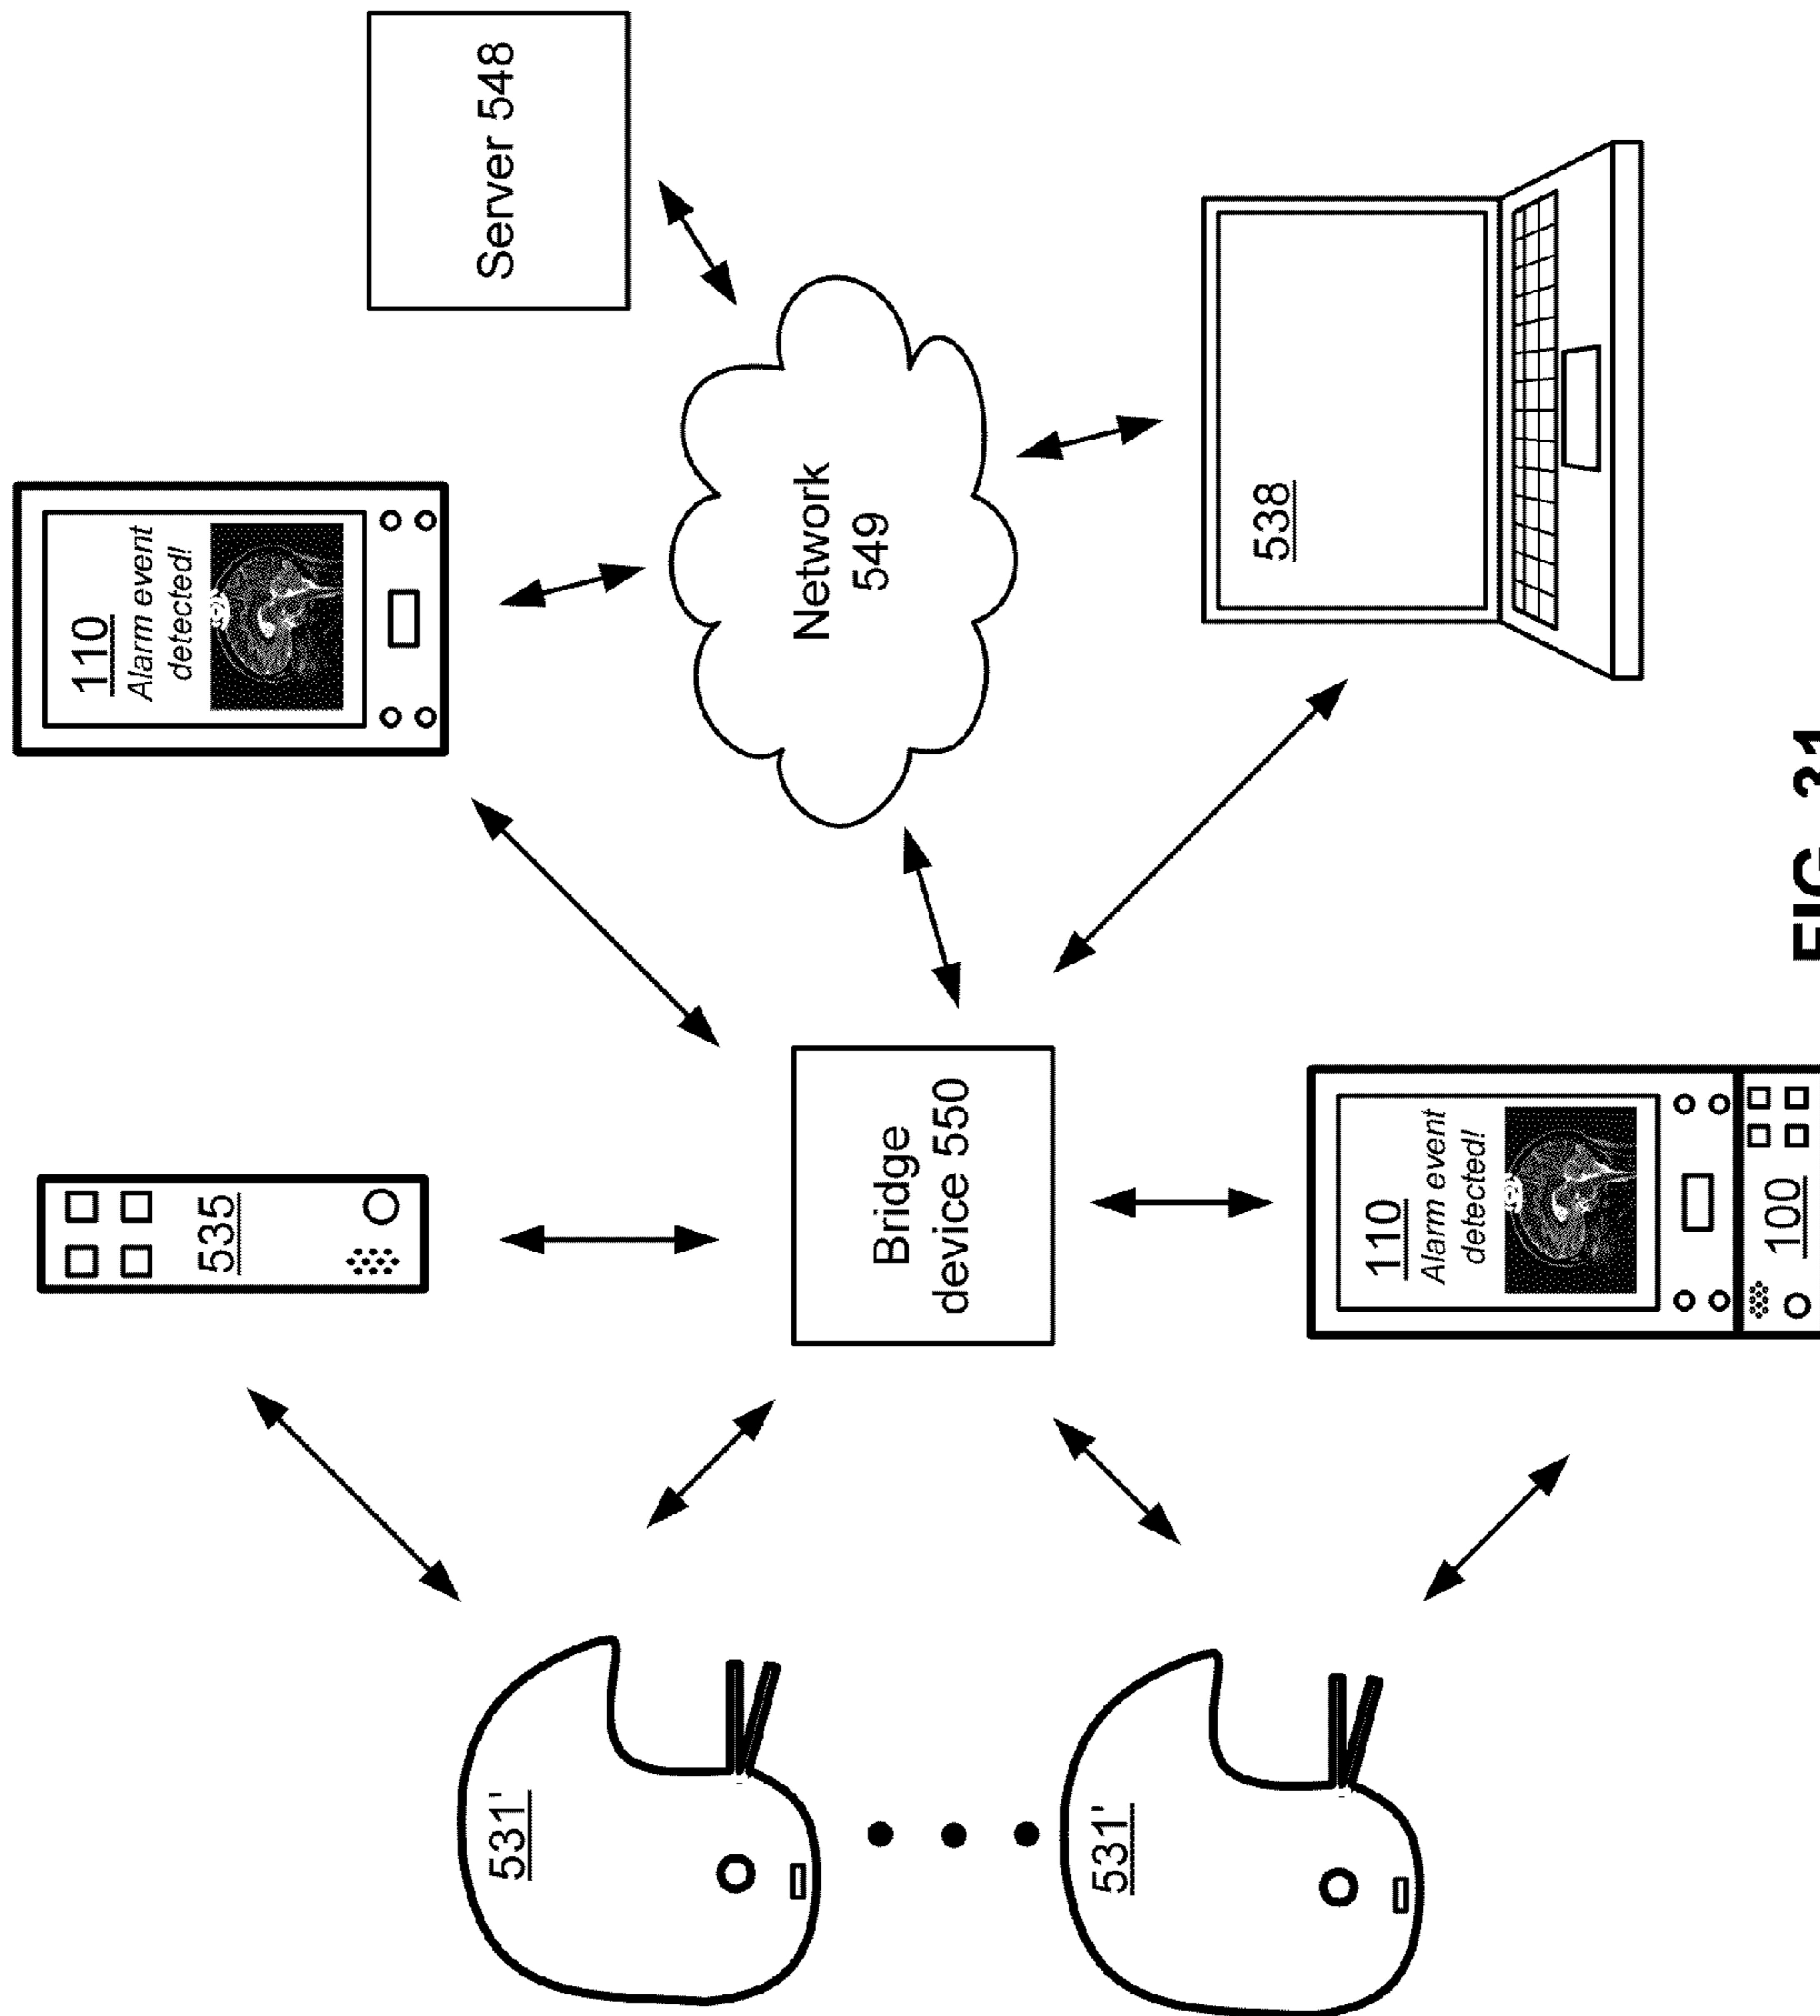 110
Alarm event
detected!
535
Server 548
531'
Network
549
Bridge
device 550
531'
538
110
Alarm event
detected!
100
FIG. 31